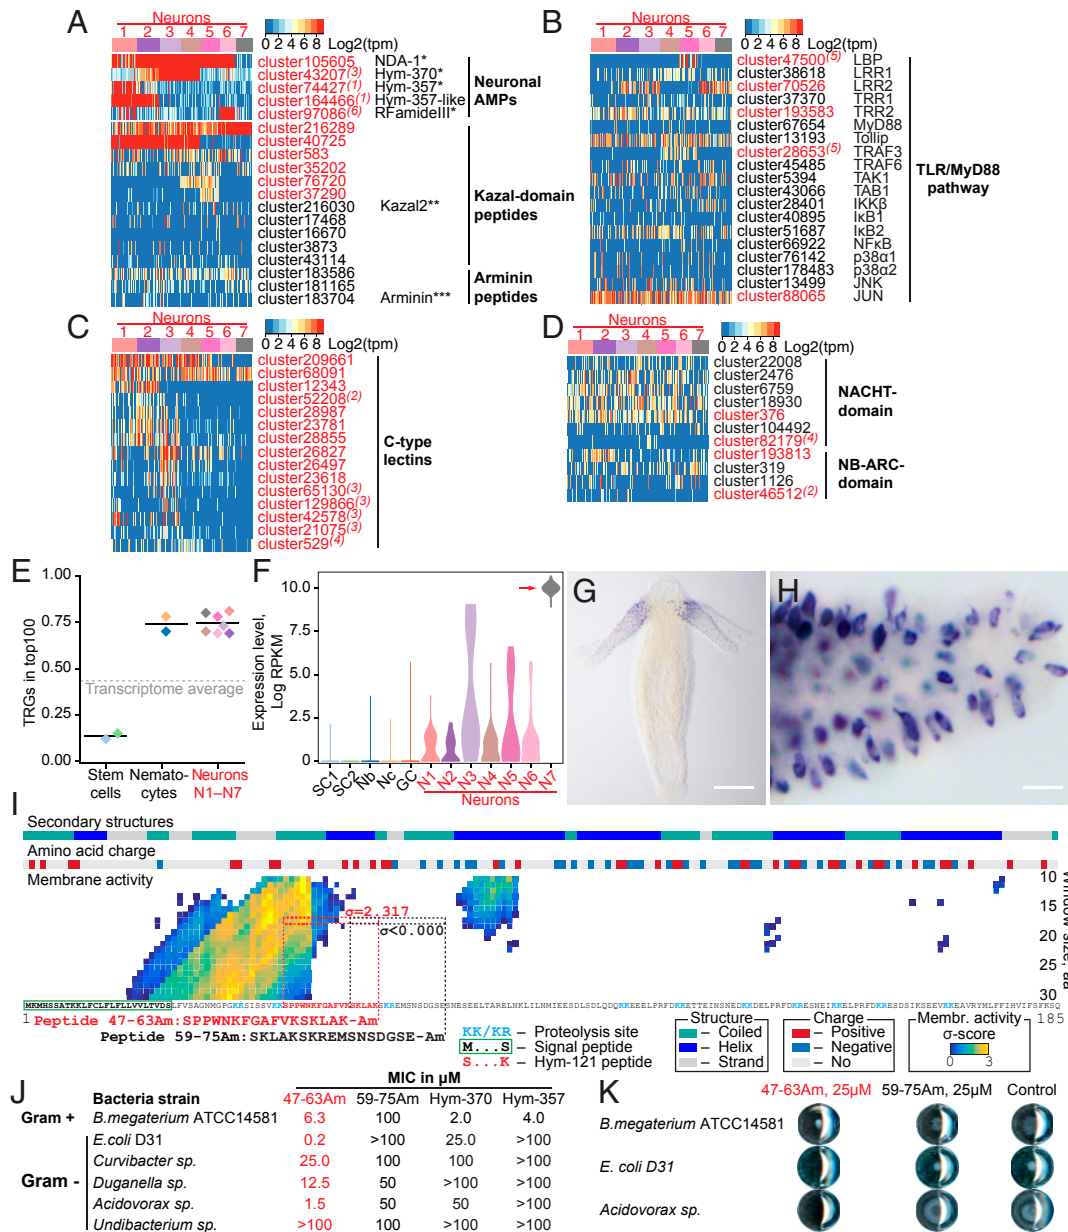 A
Neurons
1 2 3 4 5 6 7
0 2 4 6 8 Log2(tpm)
cluster105605 NDA-1*
cluster43207(3) Hym-370*
cluster74427(1) Hym-357*
cluster164466(1) Hym-357-like
cluster97086(6) RFamideIII*
Neuronal AMPs
cluster216289
cluster40725
cluster583
cluster35202
cluster76720
cluster37290
cluster216030 Kazal2**
cluster17468
cluster16670
cluster3873
cluster43114
Kazal-domain peptides
cluster183586
cluster181165
cluster183704 Arminin***
Arminin peptides
B
Neurons
1 2 3 4 5 6 7
0 2 4 6 8 Log2(tpm)
cluster47500(5) LBP
cluster38618 LRR1
cluster70526 LRR2
cluster37370 TRR1
cluster193583 TRR2
cluster67654 MyD88
cluster13193 Tollip
cluster28653(5) TRAF3
cluster45485 TRAF6
cluster5394 TAK1
cluster43066 TAB1
cluster28401 IKKβ
cluster40895 IκB1
cluster51687 IκB2
cluster66922 NFκB
cluster76142 p38α1
cluster178483 p38α2
cluster13499 JNK
cluster88065 JUN
TLR/MyD88 pathway
C
Neurons
1 2 3 4 5 6 7
0 2 4 6 8 Log2(tpm)
cluster209661
cluster68091
cluster12343
cluster52208(2)
cluster28987
cluster23781
cluster28855
cluster26827
cluster26497
cluster23618
cluster65130(3)
cluster129866(3)
cluster42578(3)
cluster21075(3)
cluster529(4)
C-type lectins
D
Neurons
1 2 3 4 5 6 7
0 2 4 6 8 Log2(tpm)
cluster22008
cluster2476
cluster6759
cluster18930
cluster376
cluster104492
cluster82179(4)
NACHT-domain
cluster193813
cluster319
cluster1126
cluster46512(2)
NB-ARC-domain
E
TRGs in top100
1.00
0.75
0.50
0.25
0.00
Transcriptome average
Stem cells
Nemato-cytes
Neurons N1–N7
F
Expression level, Log RPKM
10.0
7.5
5.0
2.5
0
SC1 SC2 Nb Nc GC N1 N2 N3 N4 N5 N6 N7
Neurons
G
H
I
Secondary structures
Amino acid charge
Membrane activity
σ=2.317
σ<0.000
10
15
20
25
30
Window size, aa
1
185
Peptide 47-63Am:SPPWNKFGAFVKSKLAK-Am
Peptide 59-75Am:SKLAKSKREMSNSDGSE-Am
KK/KR – Proteolysis site
M...S – Signal peptide
S...K – Hym-121 peptide
Structure
Coiled
Helix
Strand
Charge
Positive
Negative
No
Membr. activity
σ-score
0 3
J
MIC in µM
Bacteria strain 47-63Am 59-75Am Hym-370 Hym-357
Gram + B.megaterium ATCC14581 6.3 100 2.0 4.0
Gram -
E.coli D31 0.2 >100 25.0 >100
Curvibacter sp. 25.0 100 100 >100
Duganella sp. 12.5 50 >100 >100
Acidovorax sp. 1.5 50 50 >100
Undibacterium sp. >100 100 >100 >100
K
47-63Am, 25µM 59-75Am, 25µM Control
B.megaterium ATCC14581
E. coli D31
Acidovorax sp.